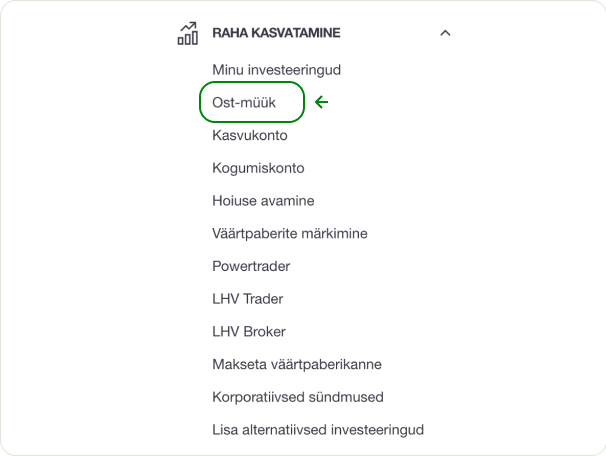 RAHA KASVATAMINE
Minu investeeringud
Ost-müük
Kasvukonto
Kogumiskonto
Hoiuse avamine
Väärtpaberite märkimine
Powertrader
LHV Trader
LHV Broker
Makseta väärtpaberikanne
Korporatiivsed sündmused
Lisa alternatiivsed investeeringud